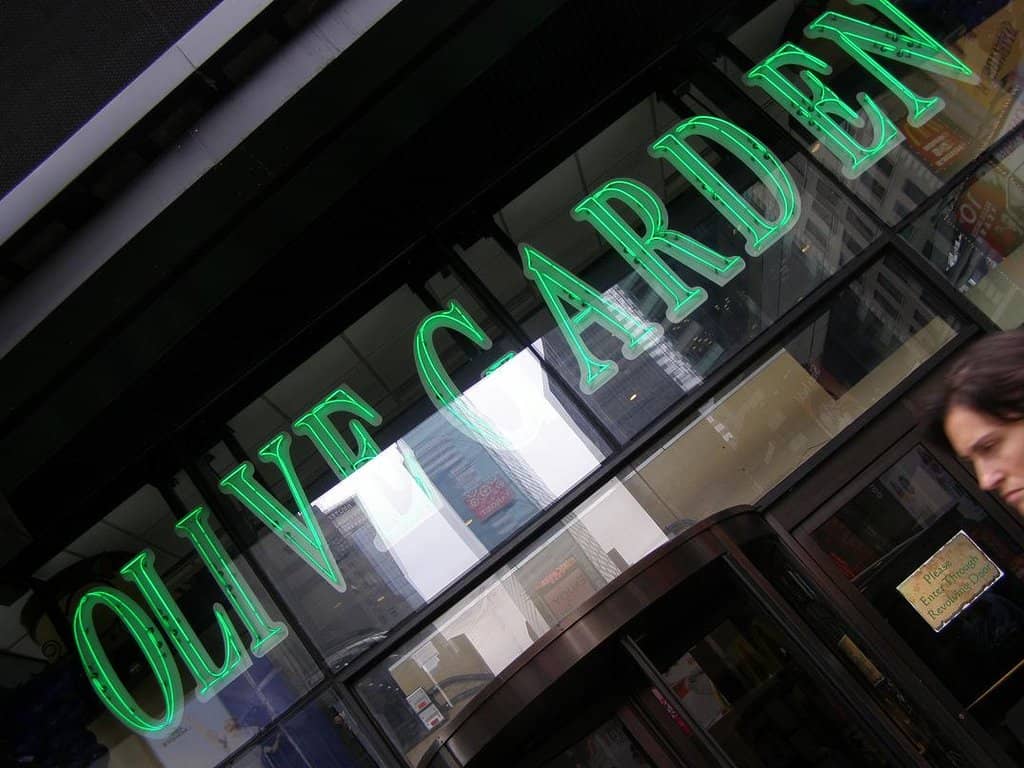 OLIVE GARDEN
Please
Enter Through
Revolving Door